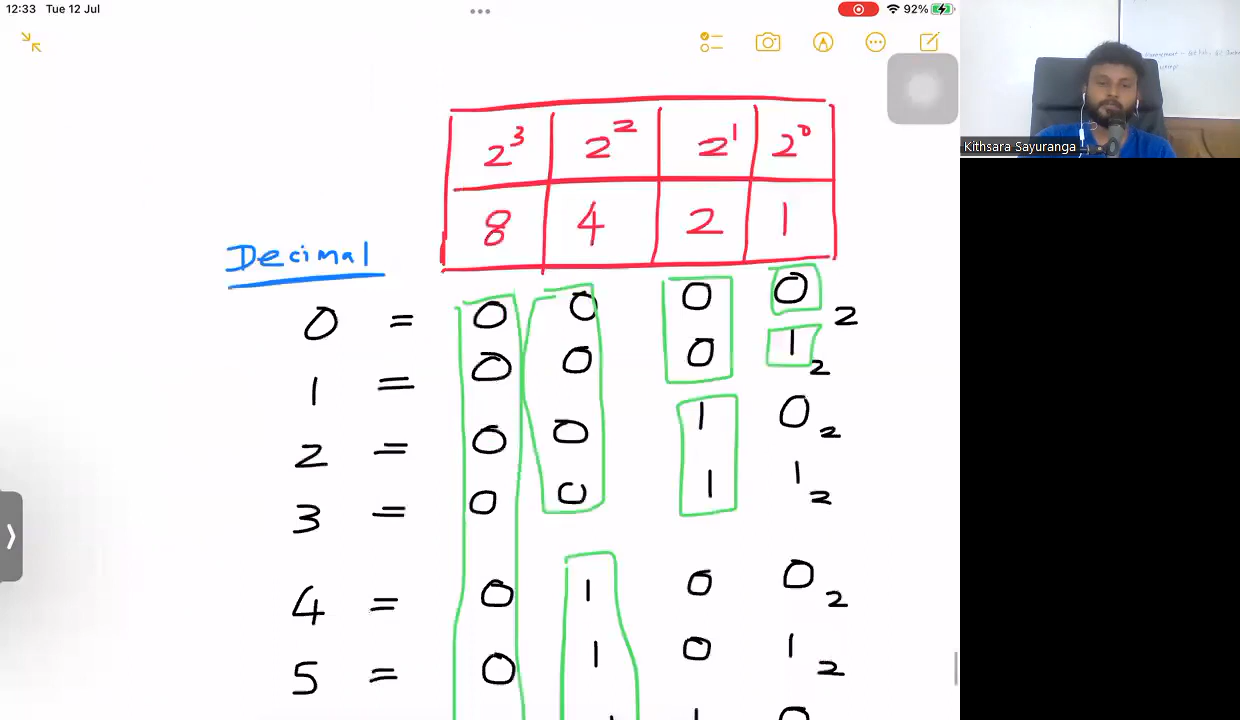 12:33 Tue 12 Jul
92%
2³ 2² 2¹ 2⁰
8 4 2 1
Decimal
0 = 0 0 0 0₂
1 = 0 0 0 1₂
2 = 0 0 1 0₂
3 = 0 0 1 1₂
4 = 0 1 0 0₂
5 = 0 1 0 1₂
1 0
Kithsara Sayuranga